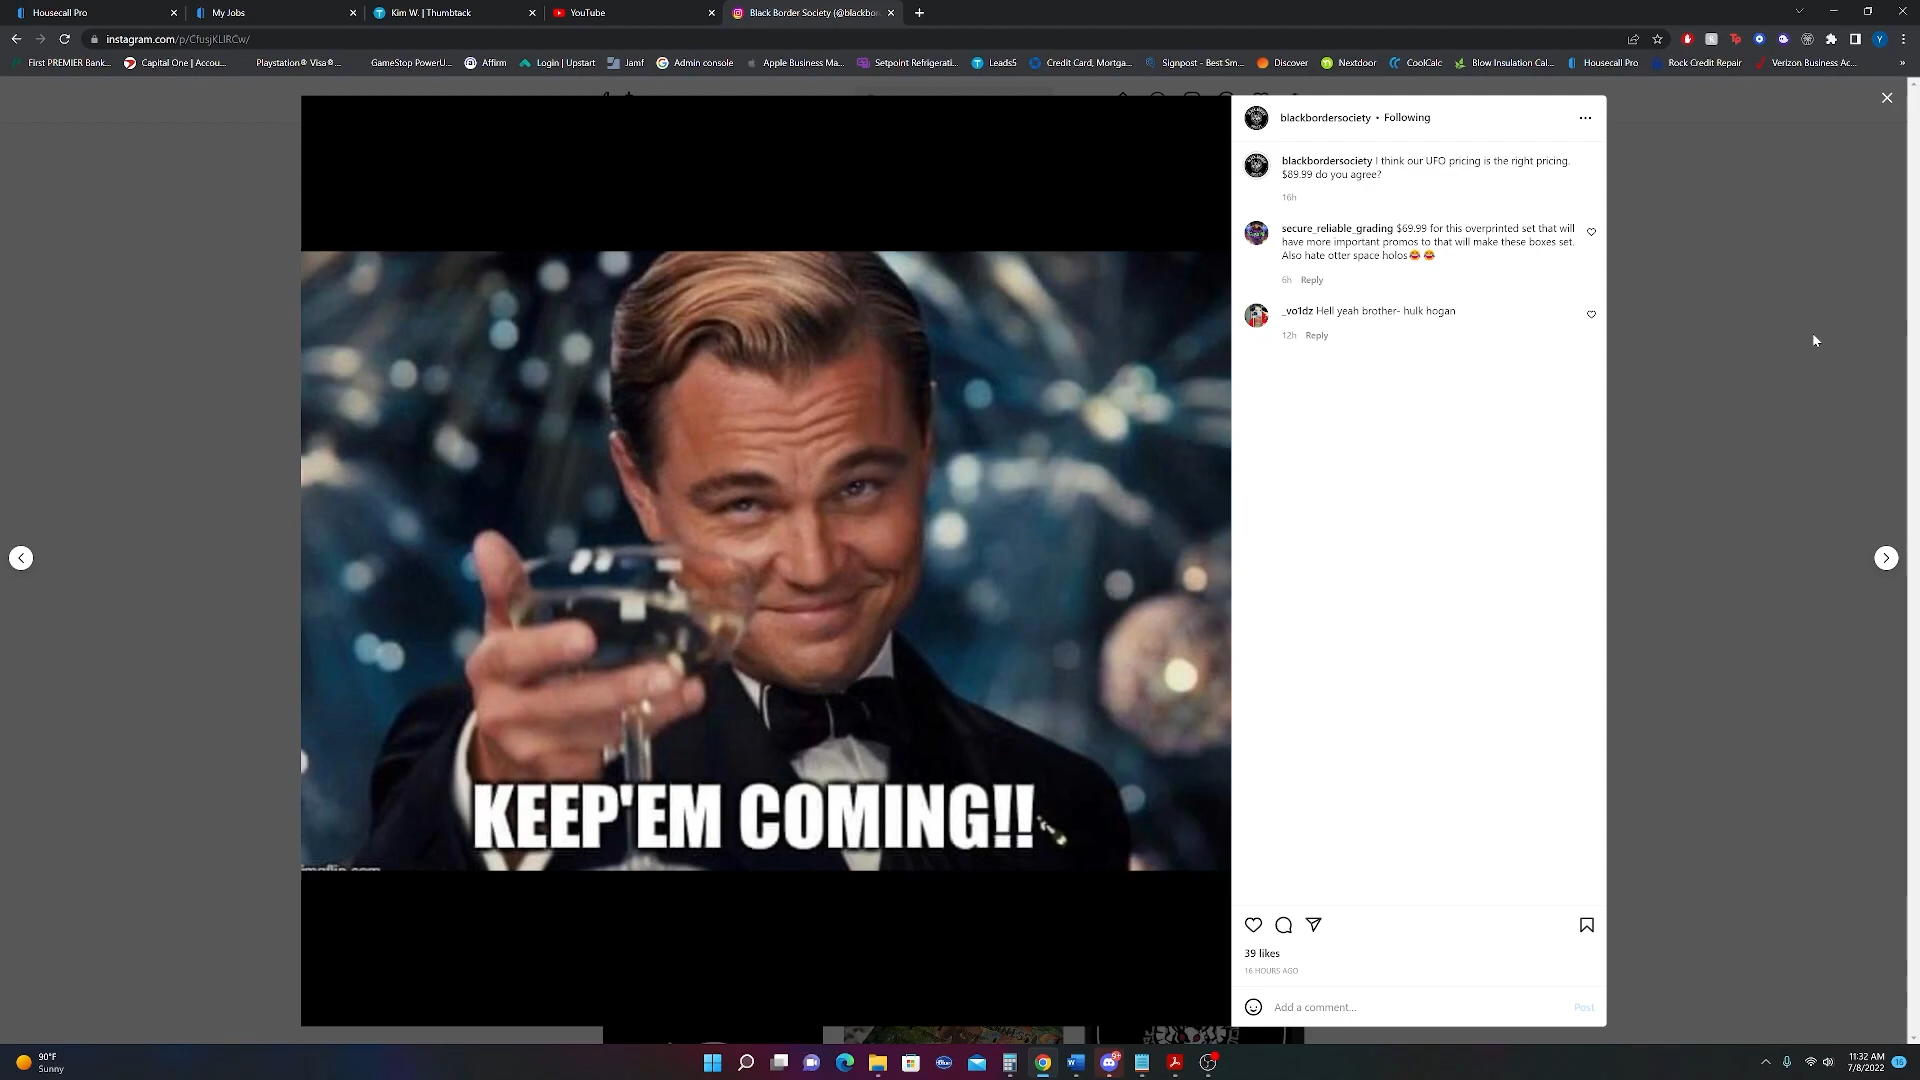 Housecall Pro
My Jobs
Kim W. | Thumbtack
YouTube
Black Border Society (@blackbor
instagram.com/p/CfusjKLlRCw/
First PREMIER Bank...
Capital One | Accou...
Playstation® Visa®...
GameStop PowerU...
Affirm
Login | Upstart
Jamf
Admin console
Apple Business Ma...
Setpoint Refrigerati...
Leads5
Credit Card, Mortga...
Signpost - Best Sm...
Discover
Nextdoor
CoolCalc
Blow Insulation Cal...
Housecall Pro
Rock Credit Repair
Verizon Business Ac...
blackbordersociety • Following
blackbordersociety I think our UFO pricing is the right pricing.
$89.99 do you agree?
16h
secure_reliable_grading $69.99 for this overprinted set that will
have more important promos to that will make these boxes set.
Also hate otter space holos😂 😂
6h Reply
_vo1dz Hell yeah brother- hulk hogan
12h Reply
KEEP'EM COMING!!
imgflip.com
39 likes
16 HOURS AGO
Add a comment...
Post
90°F
Sunny
9+
11:32 AM
7/8/2022
16